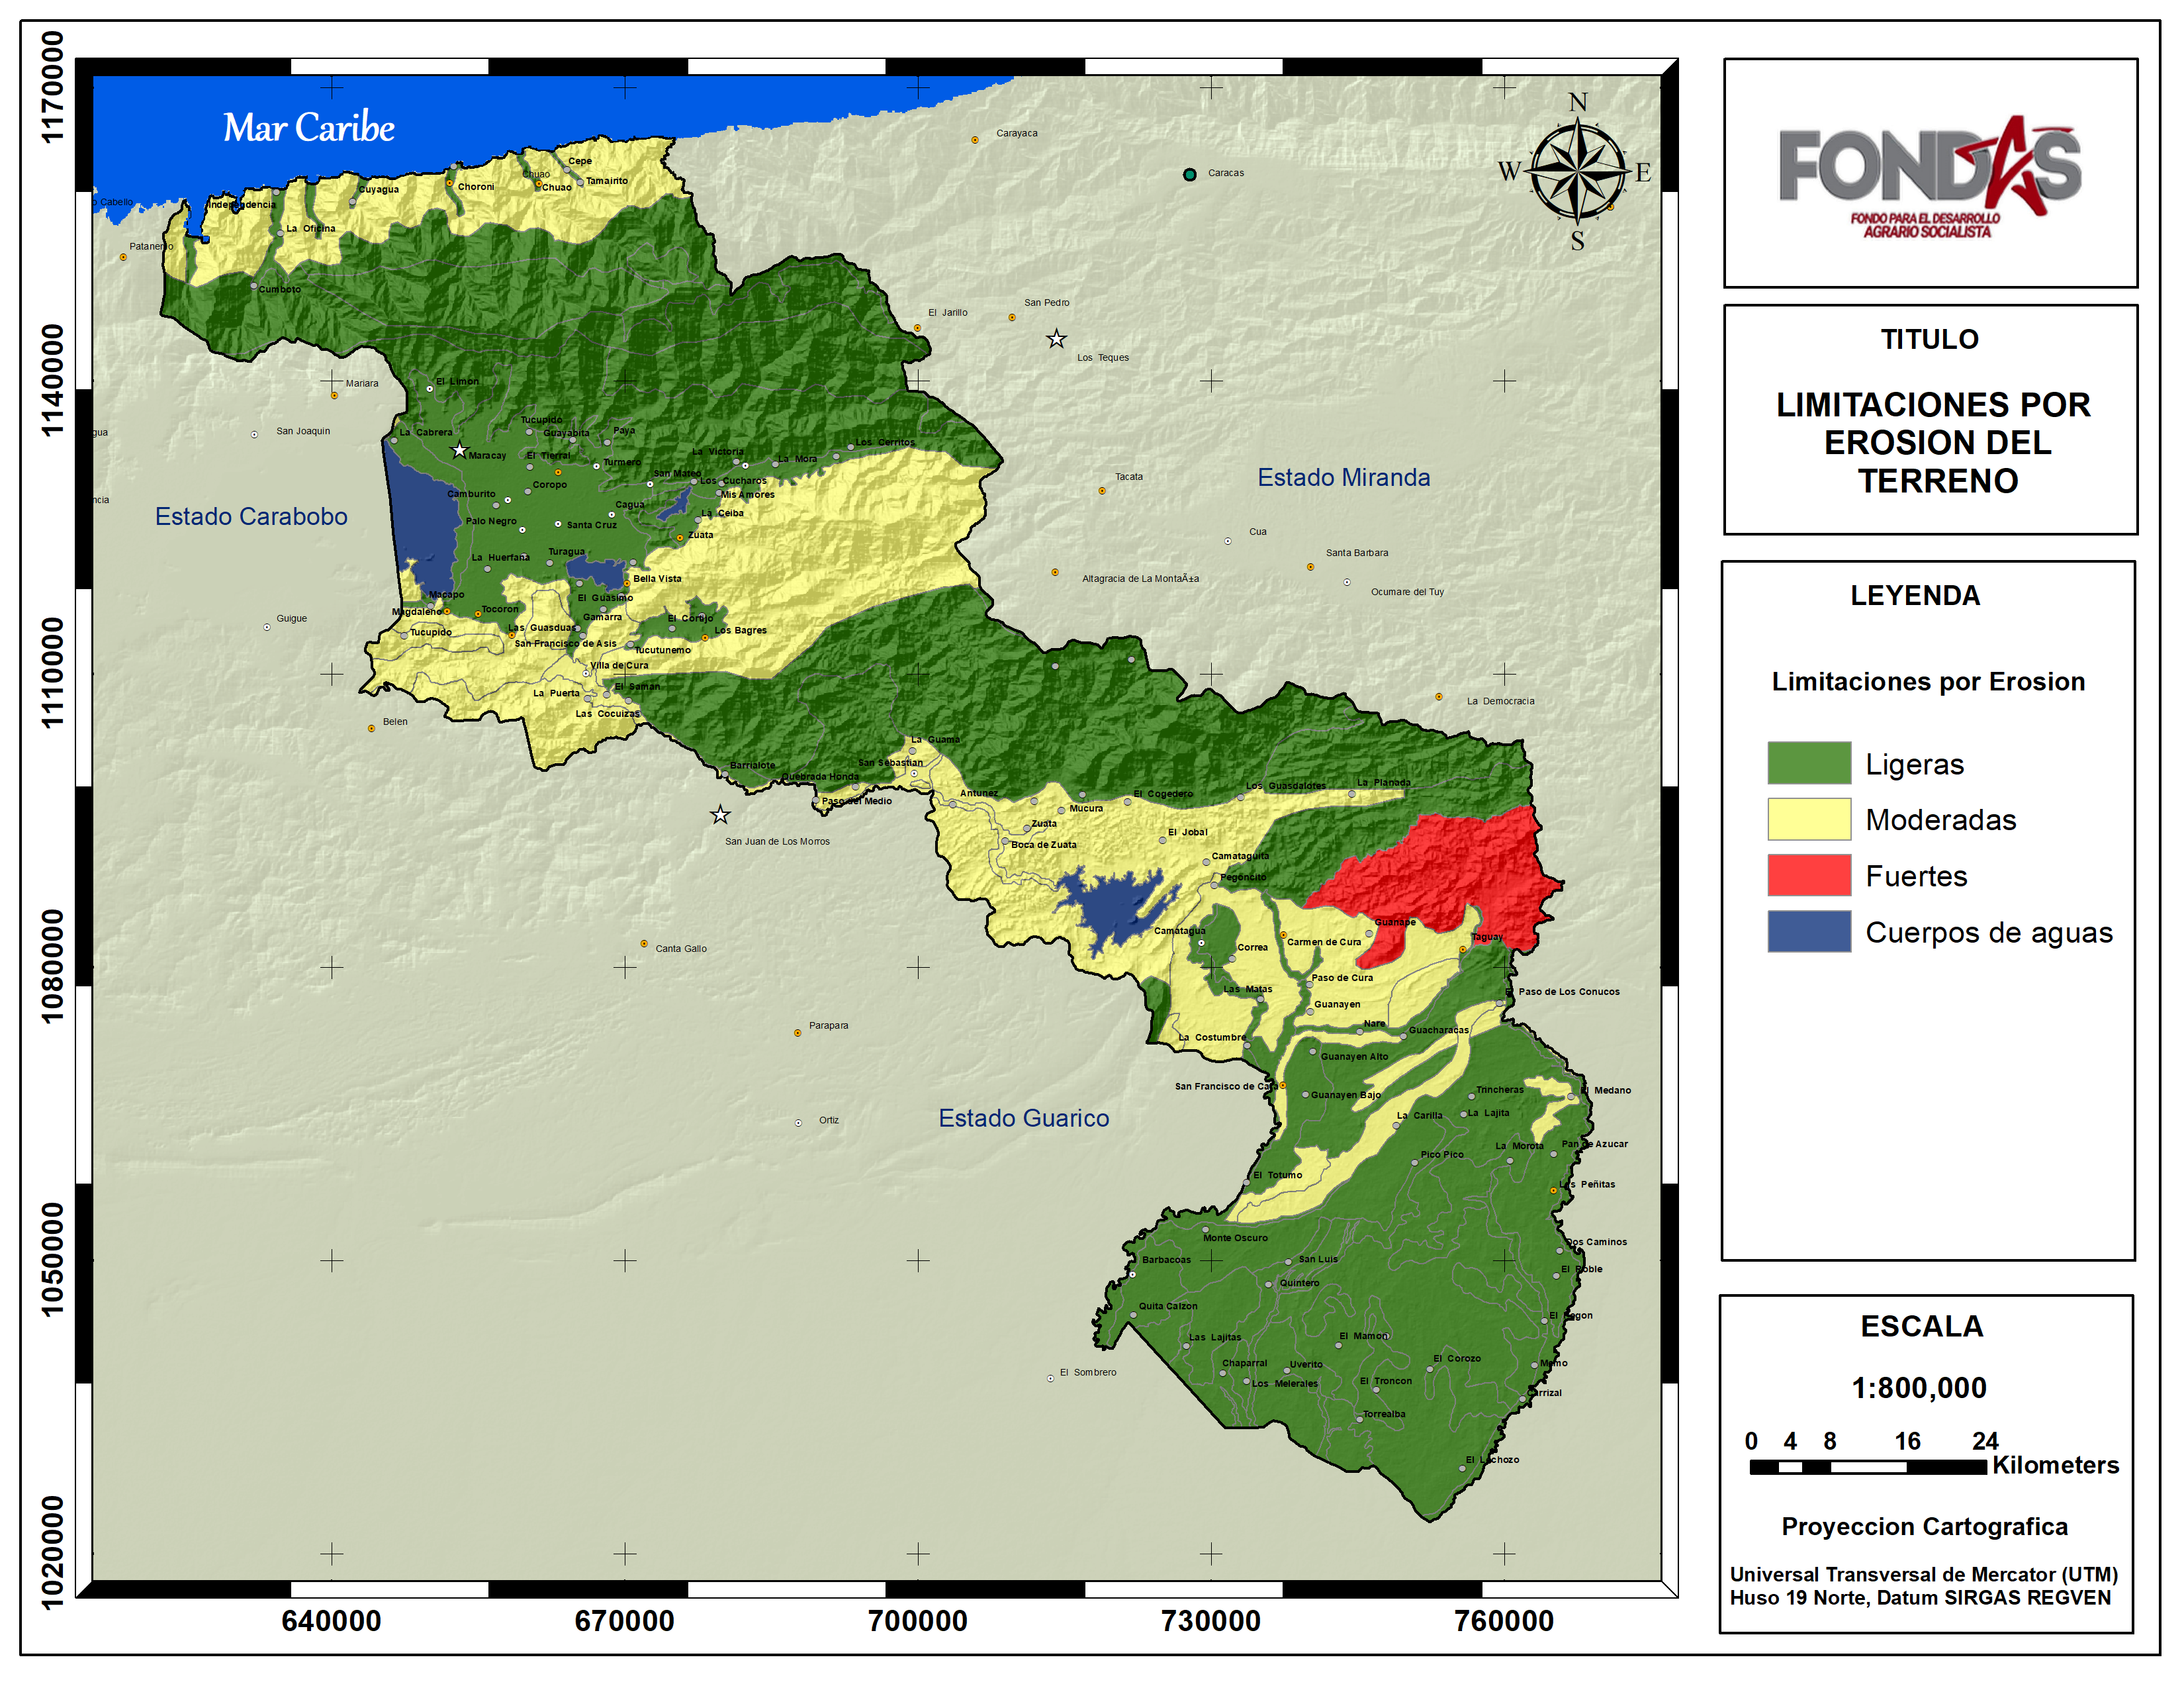 1170000
1140000
1110000
1080000
1050000
1020000
640000
670000
700000
730000
760000
Mar Caribe
N
W
E
S
Carayaca
Caracas
o Cabello
Patanemo
Independencia
La Oficina
Cumboto
Cuyagua
Choroni
Chuao
Chuao
Cepe
Tamairito
El Jarillo
San Pedro
Los Teques
Mariara
San Joaquin
gua
ncia
Estado Carabobo
Estado Miranda
Estado Guarico
El Limon
La Cabrera
Maracay
Tucupido
Guayabita
Paya
El Tierral
Turmero
La Victoria
La Mora
Los Cerritos
San Mateo
Los Cucharos
Mis Amores
Camburito
Coropo
Cagua
La Ceiba
Palo Negro
Santa Cruz
Zuata
La Huerfana
Turagua
Bella Vista
Macapo
Magdaleno
Tocoron
El Guasimo
Gamarra
El Cortijo
Los Bagres
Las Guasduas
Tucupido
San Francisco de Asis
Tucutunemo
Villa de Cura
La Puerta
El Saman
Las Cocuizas
Guigue
Belen
Tacata
Cua
Santa Barbara
Altagracia de La MontaÃ±a
Ocumare del Tuy
La Democracia
La Guama
San Sebastian
Barrialote
Quebrada Honda
Paso del Medio
San Juan de Los Morros
Antunez
Mucura
El Cogedero
Los Guasdalotes
La Planada
Zuata
Boca de Zuata
El Jobal
Camataguita
Pegoncito
Camatagua
Correa
Carmen de Cura
Guanape
Taguay
Paso de Cura
Las Matas
Guanayen
El Paso de Los Conucos
Nare
Guacharacas
La Costumbre
Guanayen Alto
San Francisco de Cara
Guanayen Bajo
Trincheras
El Medano
La Carilla
La Lajita
La Morota
Pan de Azucar
Pico Pico
El Totumo
Las Peñitas
Canta Gallo
Parapara
Ortiz
El Sombrero
Monte Oscuro
Barbacoas
San Luis
Quintero
Dos Caminos
El Roble
Quita Calzon
El Pegon
Las Lajitas
El Mamon
Chaparral
Uverito
El Corozo
Memo
Los Melerales
El Troncon
Carrizal
Torrealba
El Lechozo
FONDAS
FONDO PARA EL DESARROLLO
AGRARIO SOCIALISTA
TITULO
LIMITACIONES POR
EROSION DEL
TERRENO
LEYENDA
Limitaciones por Erosion
Ligeras
Moderadas
Fuertes
Cuerpos de aguas
ESCALA
1:800,000
0 4 8 16 24
Kilometers
Proyeccion Cartografica
Universal Transversal de Mercator (UTM)
Huso 19 Norte, Datum SIRGAS REGVEN